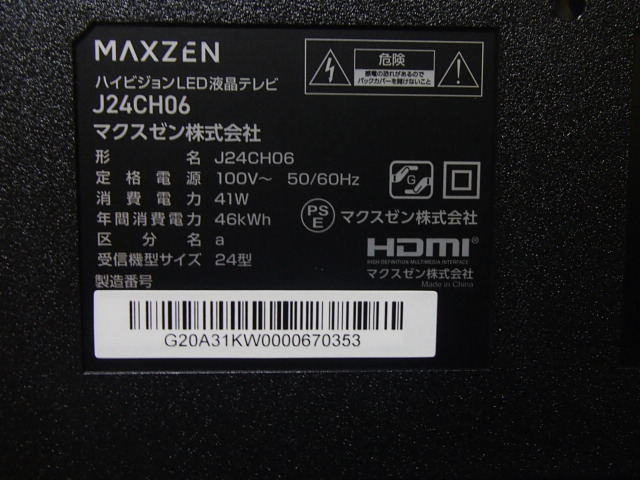 MAXZEN
ハイビジョンLED液晶テレビ
J24CH06
マクスゼン株式会社
危険
感電の恐れがあるので
バックカバーを開けないこと
形 名 J24CH06
定格電源 100V～ 50/60Hz
消費電力 41W
年間消費電力 46kWh
区分名 a
受信機型サイズ 24型
製造番号
G
PS
E
マクスゼン株式会社
HDMI®
HIGH-DEFINITION MULTIMEDIA INTERFACE
マクスゼン株式会社
Made in China
G20A31KW0000670353